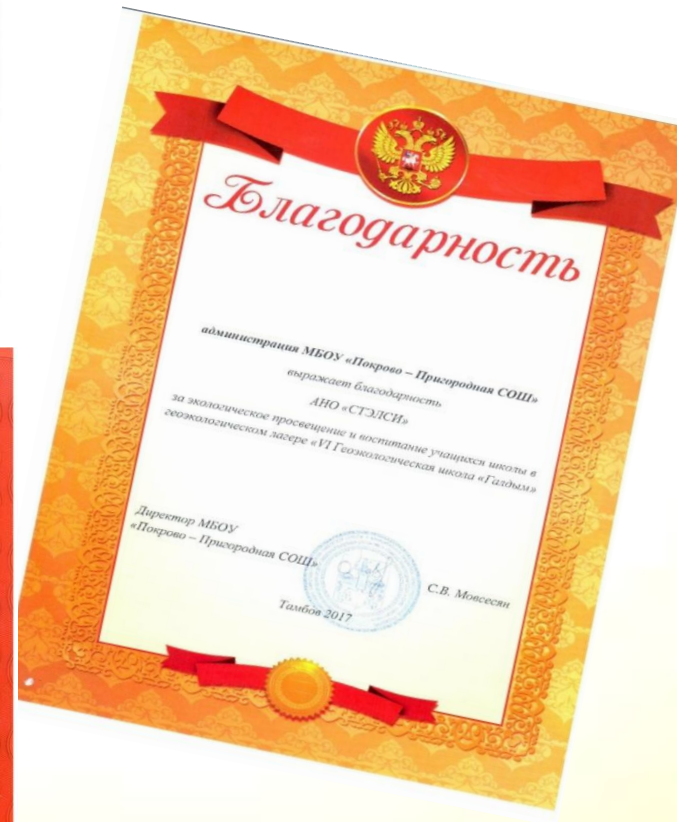 Благодарность
администрация МБОУ «Покрово – Пригородная СОШ»
выражает благодарность
АНО «СТЭЛСИ»
за экологическое просвещение и воспитание учащихся школы в
геоэкологическом лагере «VI Геоэкологическая школа «Галдым»
Директор МБОУ
«Покрово – Пригородная СОШ»
С.В. Мовсесян
Тамбов 2017